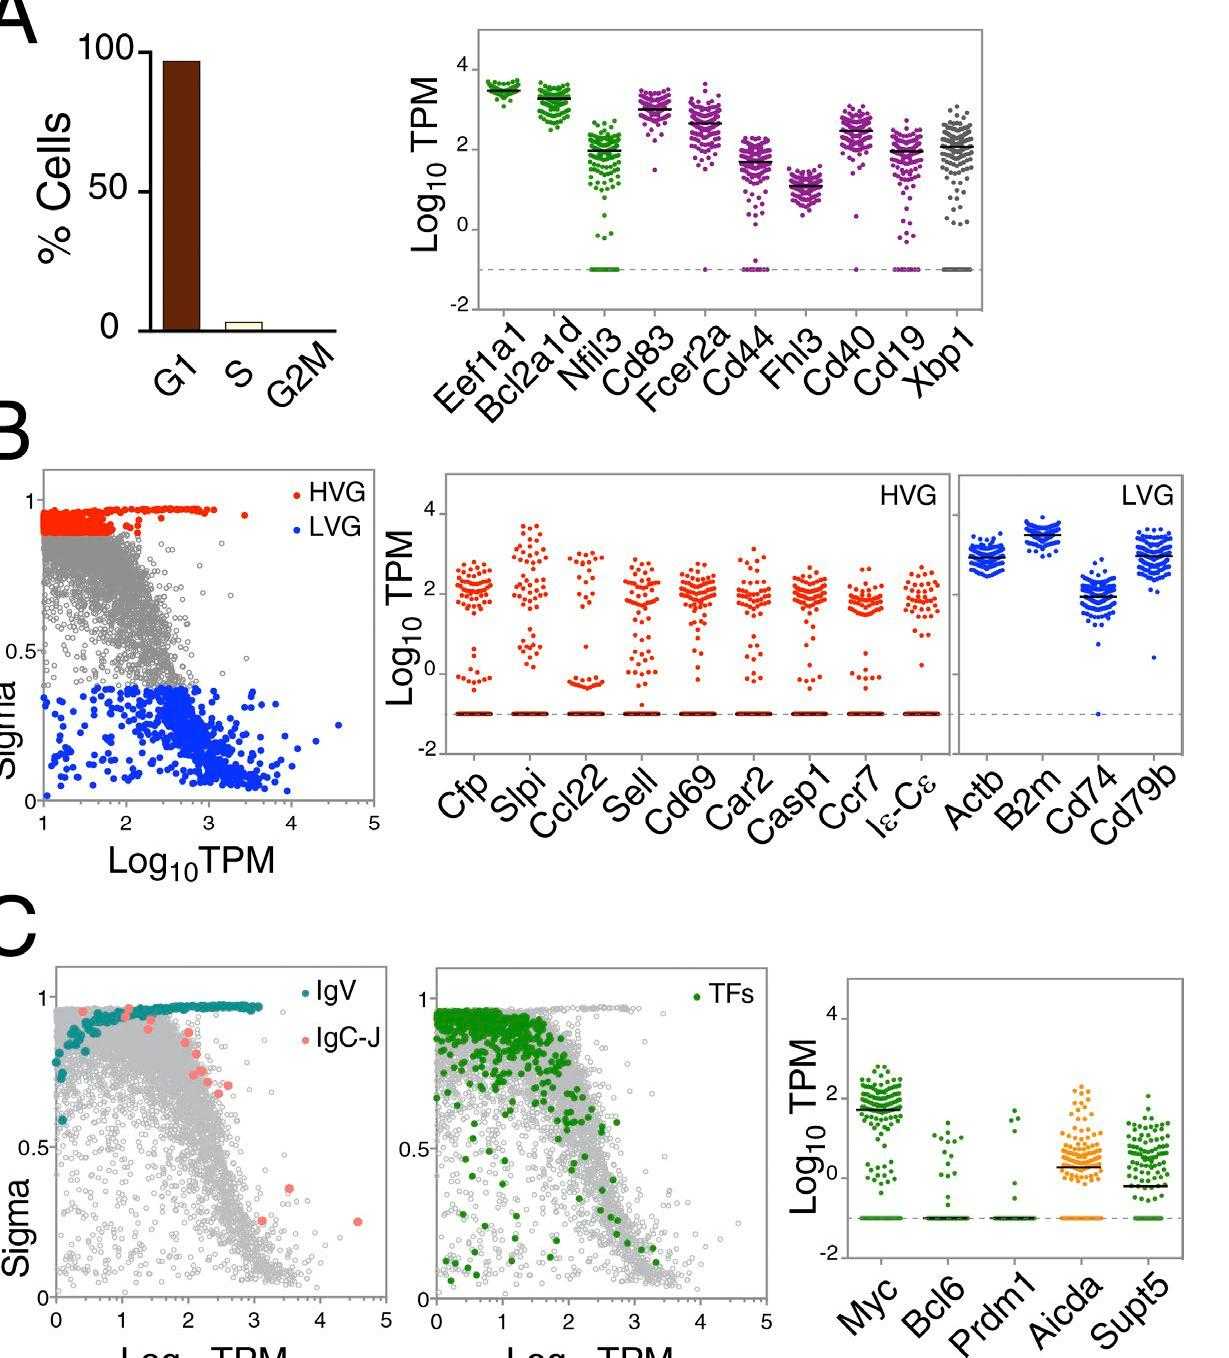 A
100
50
0
% Cells
G1 S G2M
Log10 TPM
4
2
0
-2
Eef1a1 Bcl2a1d Nfil3 Cd83 Fcer2a Cd44 Fhl3 Cd40 Cd19 Xbp1
B
HVG
LVG
1
0.5
0
Sigma
1 2 3 4 5
Log10TPM
HVG
LVG
Log10 TPM
4
2
0
-2
Cfp Slpi Ccl22 Sell Cd69 Car2 Casp1 Ccr7 Iε-Cε
Actb B2m Cd74 Cd79b
C
IgV
IgC-J
1
0.5
0
Sigma
0 1 2 3 4 5
TFs
1
0.5
0
0 1 2 3 4 5
Log10 TPM
4
2
0
-2
Myc Bcl6 Prdm1 Aicda Supt5